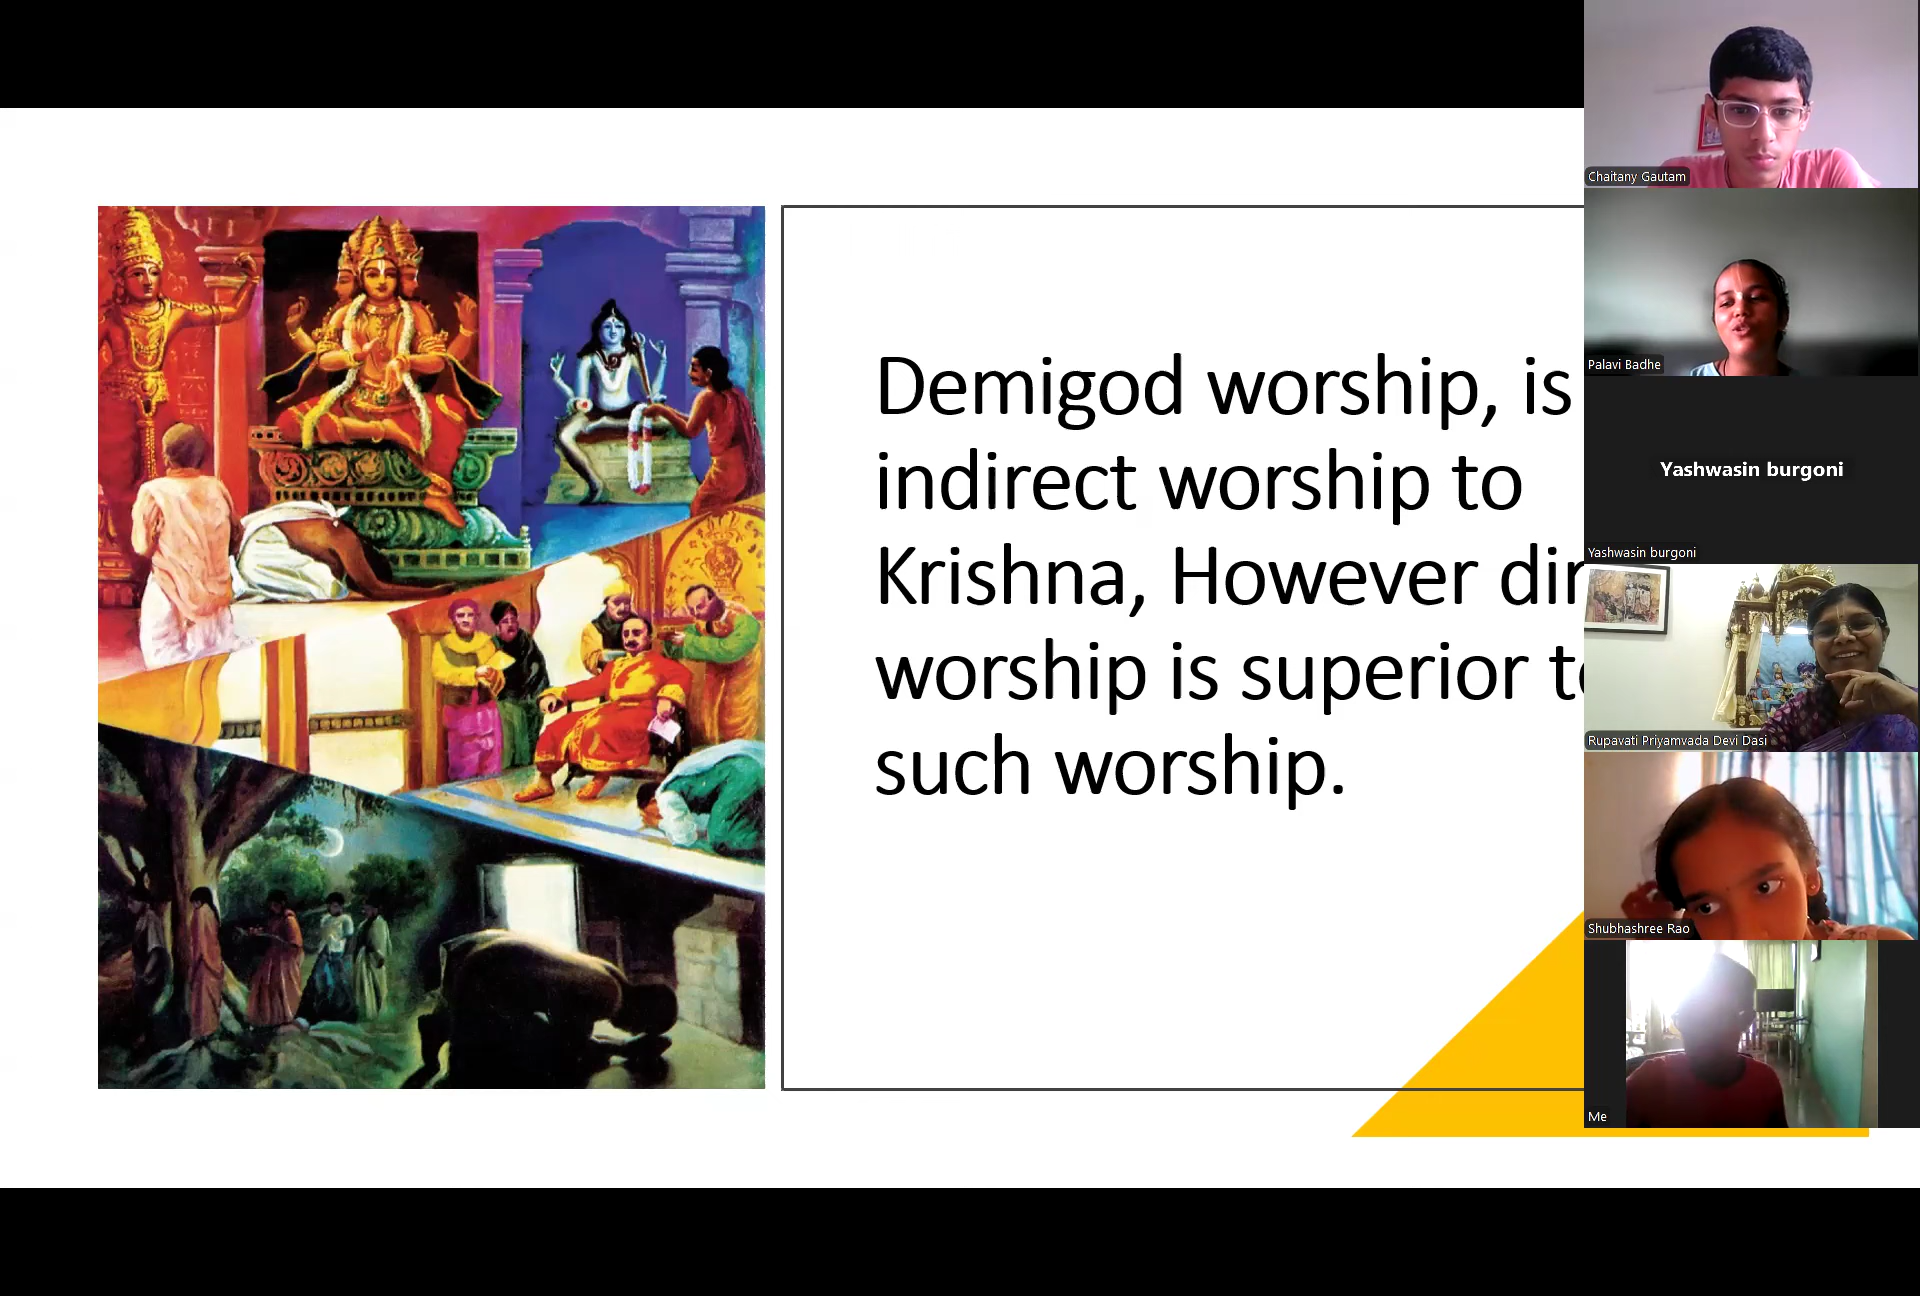 Demigod worship, is
indirect worship to
Krishna, However
worship is superior
such worship.
Chaitany Gautam
Palavi Badhe
Yashwasin burgoni
Yashwasin burgoni
Rupavati Priyamvada Devi Dasi
Shubhashree Rao
Me